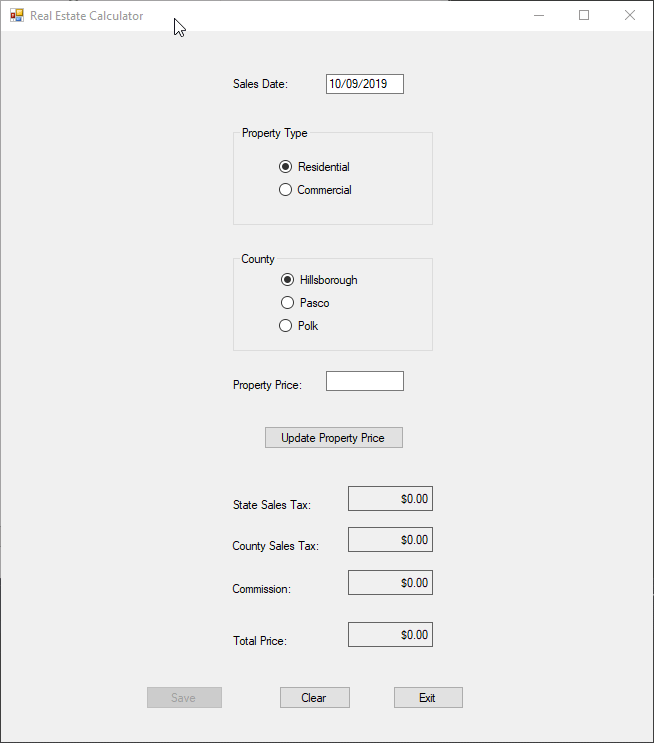 Real Estate Calculator
Sales Date: 10/09/2019
Property Type
Residential
Commercial
County
Hillsborough
Pasco
Polk
Property Price:
Update Property Price
State Sales Tax: $0.00
County Sales Tax: $0.00
Commission: $0.00
Total Price: $0.00
Save Clear Exit